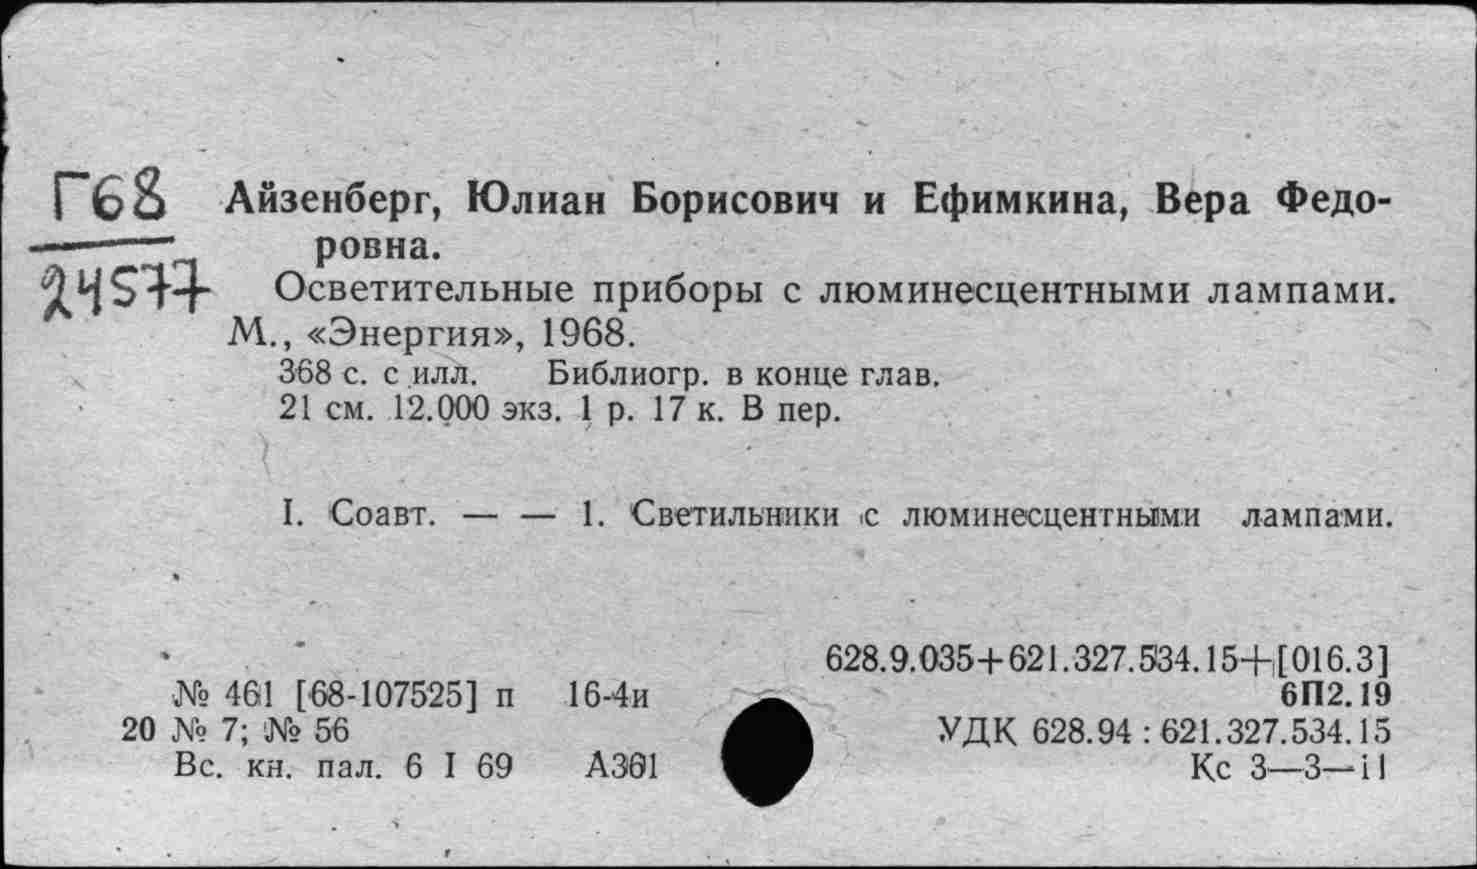 Г68
24577
Айзенберг, Юлиан Борисович и Ефимкина, Вера Федо-
ровна.
Осветительные приборы с люминесцентными лампами.
М., «Энергия», 1968.
368 с. с илл. Библиогр. в конце глав.
21 см. 12.000 экз. 1 р. 17 к. В пер.
I. Соавт. — — 1. Светильники с люминесцентными лампами.
628.9.035+621.327.534.15+[016.3]
№ 461 [68-107525] п 16-4и
6П2.19
20 № 7; № 56
УДК 628.94 : 621.327.534.15
Вс. кн. пал. 6 I 69 А361
Кс 3—3—11